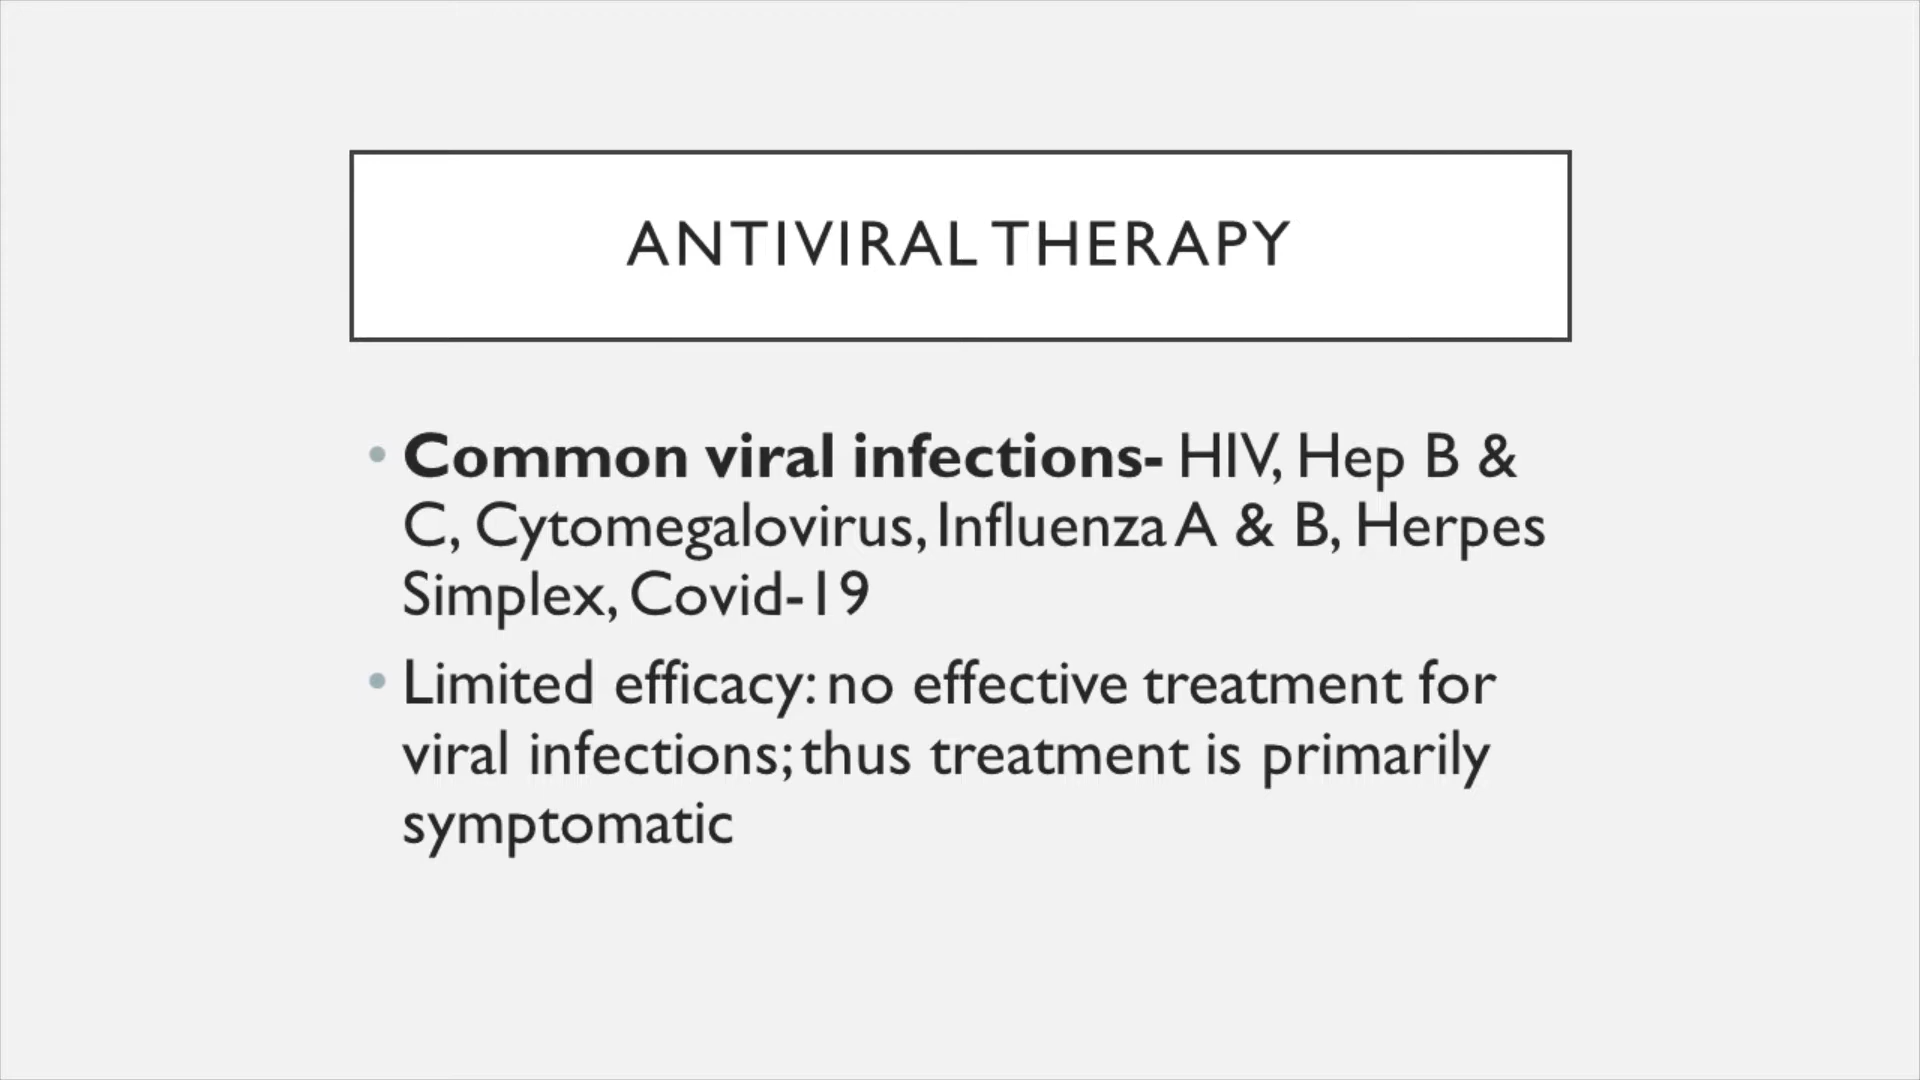 ANTIVIRAL THERAPY
• Common viral infections- HIV, Hep B &
C, Cytomegalovirus, Influenza A & B, Herpes
Simplex, Covid-19
• Limited efficacy: no effective treatment for
viral infections; thus treatment is primarily
symptomatic